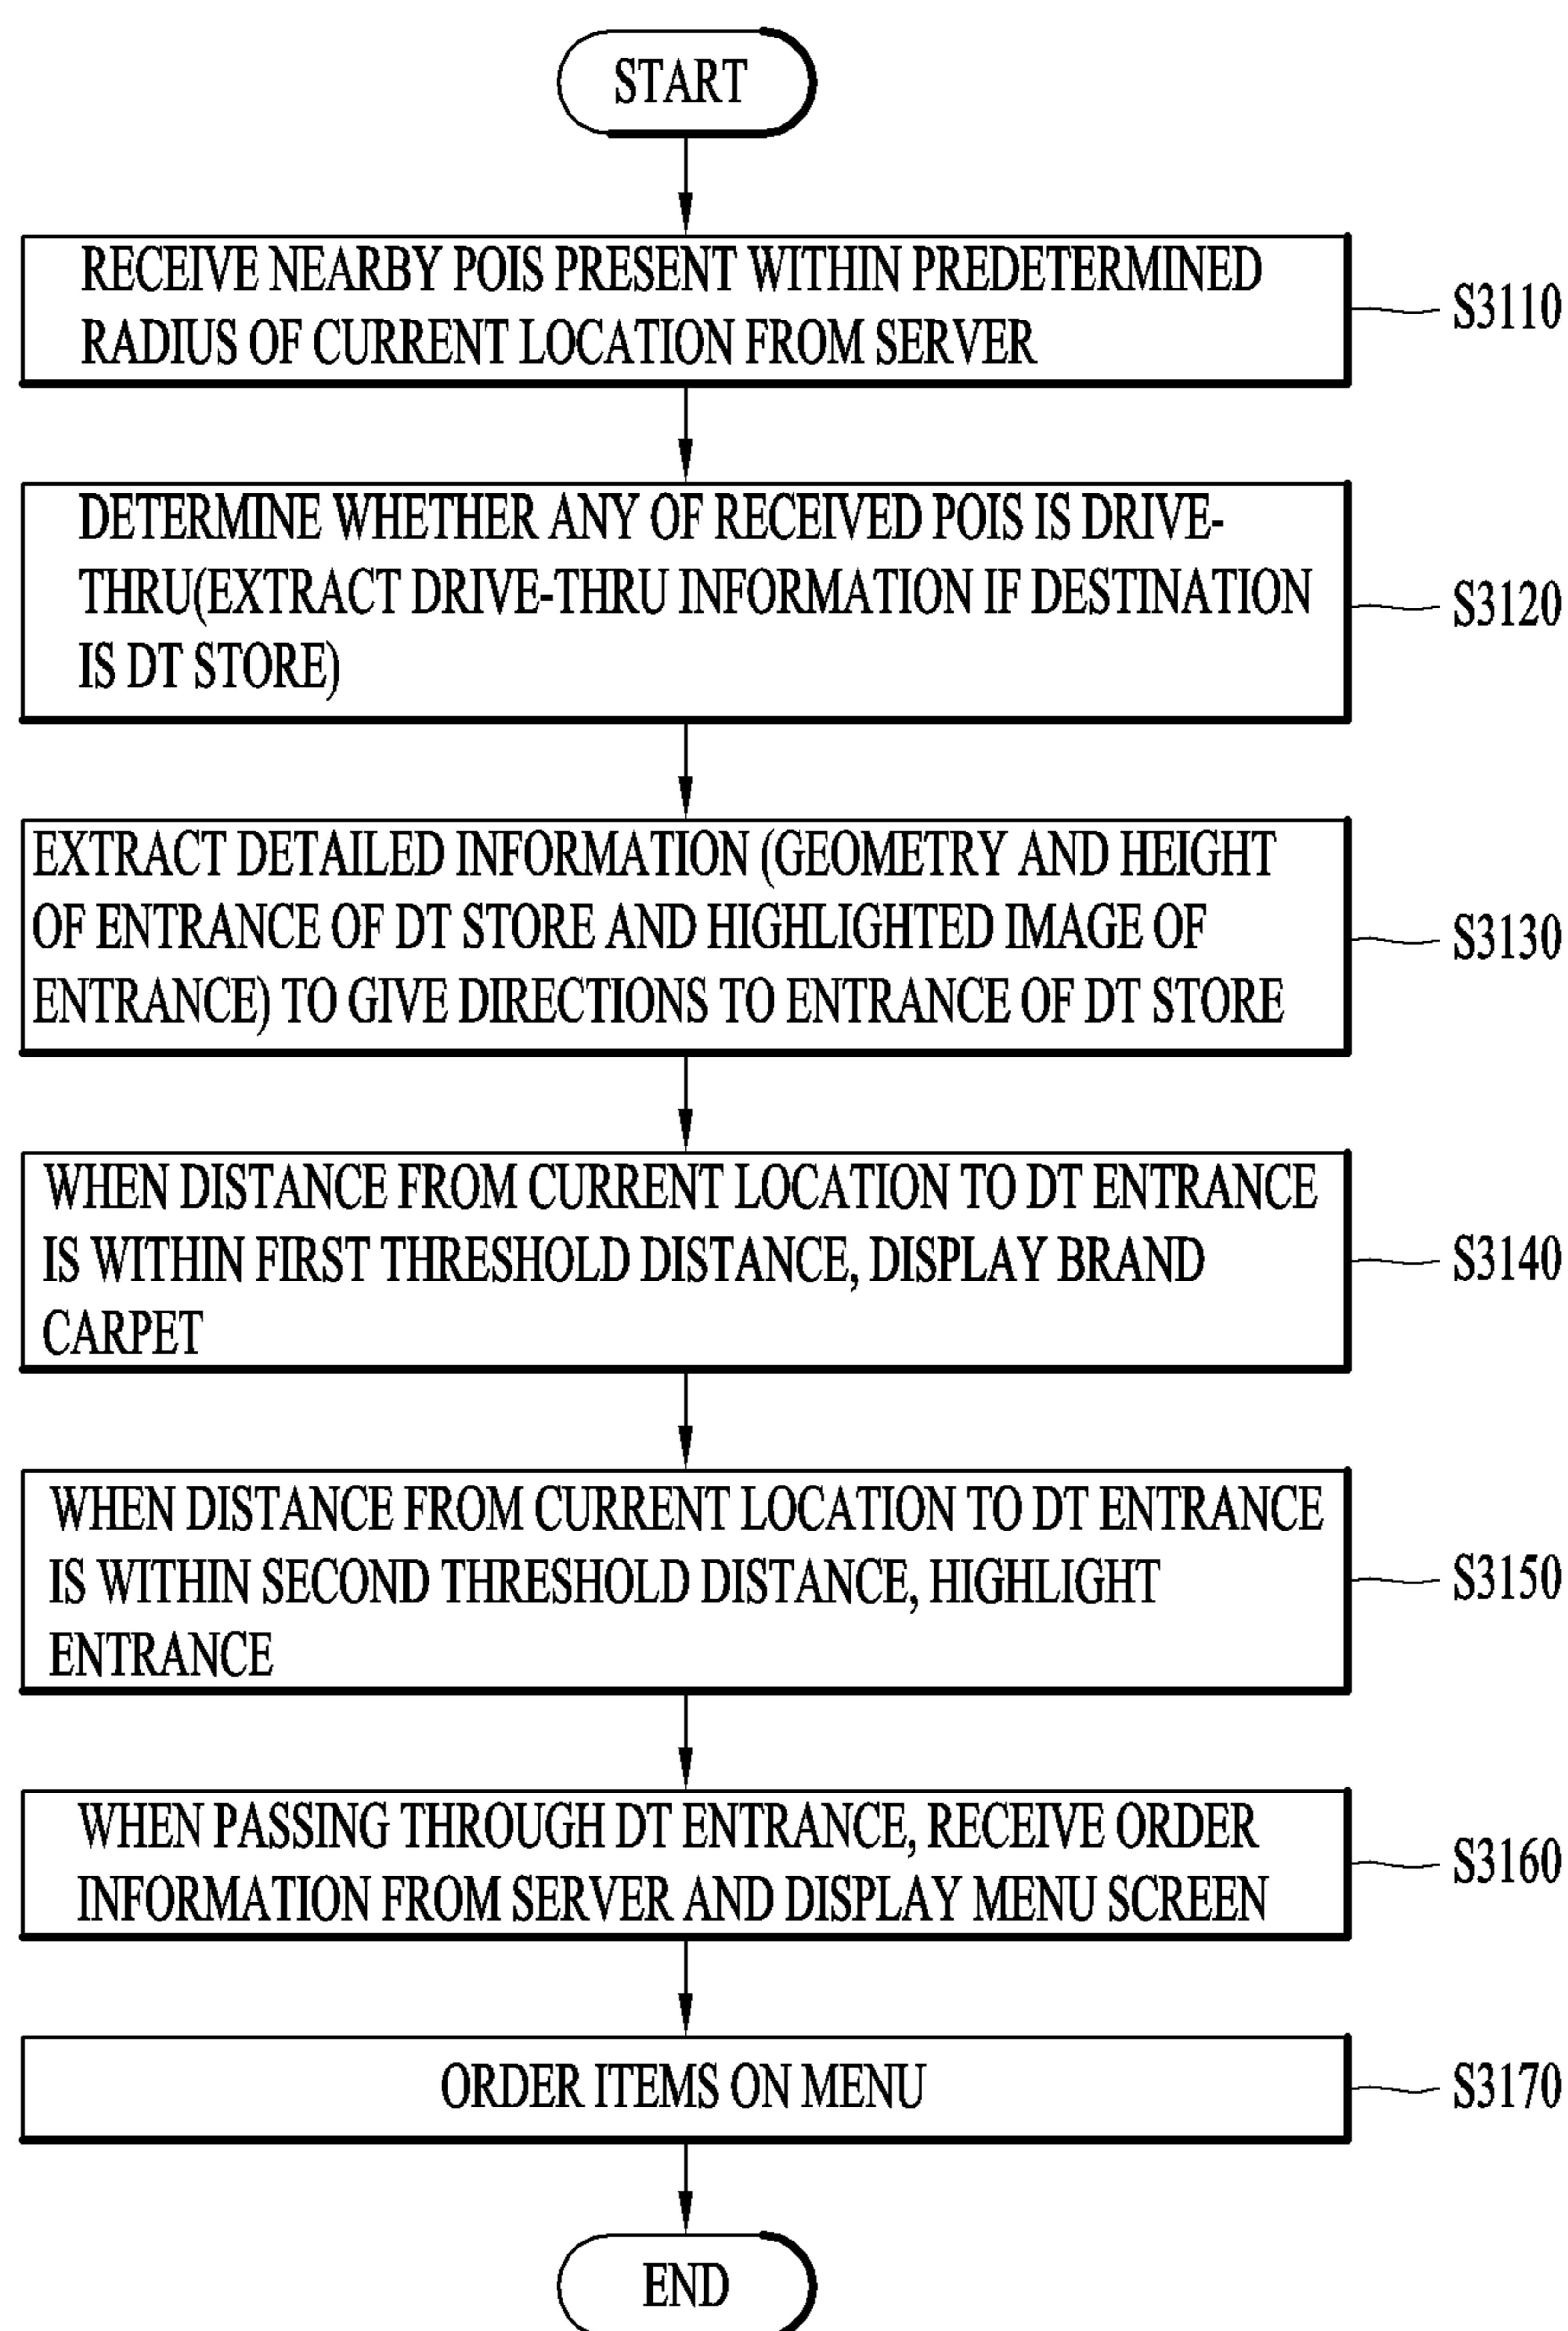 START
RECEIVE NEARBY POIS PRESENT WITHIN PREDETERMINED
RADIUS OF CURRENT LOCATION FROM SERVER
S3110
DETERMINE WHETHER ANY OF RECEIVED POIS IS DRIVE-
THRU(EXTRACT DRIVE-THRU INFORMATION IF DESTINATION
IS DT STORE)
S3120
EXTRACT DETAILED INFORMATION (GEOMETRY AND HEIGHT
OF ENTRANCE OF DT STORE AND HIGHLIGHTED IMAGE OF
ENTRANCE) TO GIVE DIRECTIONS TO ENTRANCE OF DT STORE
S3130
WHEN DISTANCE FROM CURRENT LOCATION TO DT ENTRANCE
IS WITHIN FIRST THRESHOLD DISTANCE, DISPLAY BRAND
CARPET
S3140
WHEN DISTANCE FROM CURRENT LOCATION TO DT ENTRANCE
IS WITHIN SECOND THRESHOLD DISTANCE, HIGHLIGHT
ENTRANCE
S3150
WHEN PASSING THROUGH DT ENTRANCE, RECEIVE ORDER
INFORMATION FROM SERVER AND DISPLAY MENU SCREEN
S3160
ORDER ITEMS ON MENU
S3170
END